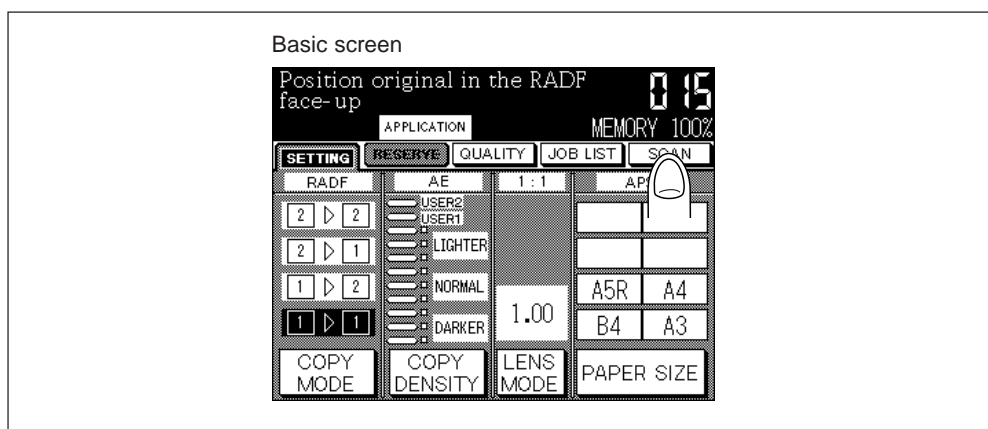 Basic screen
Position original in the RADF 015
face-up
APPLICATION MEMORY 100%
SETTING RESERVE QUALITY JOB LIST SCAN
RADF AE 1:1
2 ▷ 2 USER2
USER1
2 ▷ 1 LIGHTER
1 ▷ 2 NORMAL A5R A4
1 ▷ 1 DARKER 1.00 B4 A3
COPY MODE COPY DENSITY LENS MODE PAPER SIZE